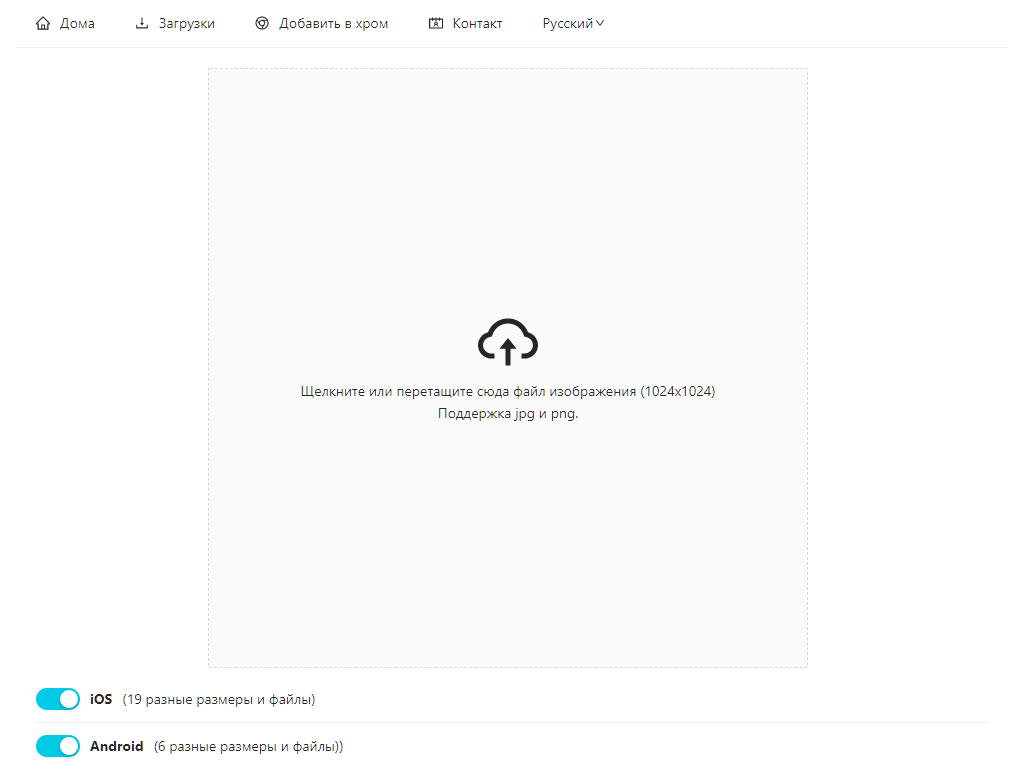 Дома Загрузки Добавить в хром Контакт Русский
Щелкните или перетащите сюда файл изображения (1024x1024)
Поддержка jpg и png.
iOS (19 разные размеры и файлы)
Android (6 разные размеры и файлы))